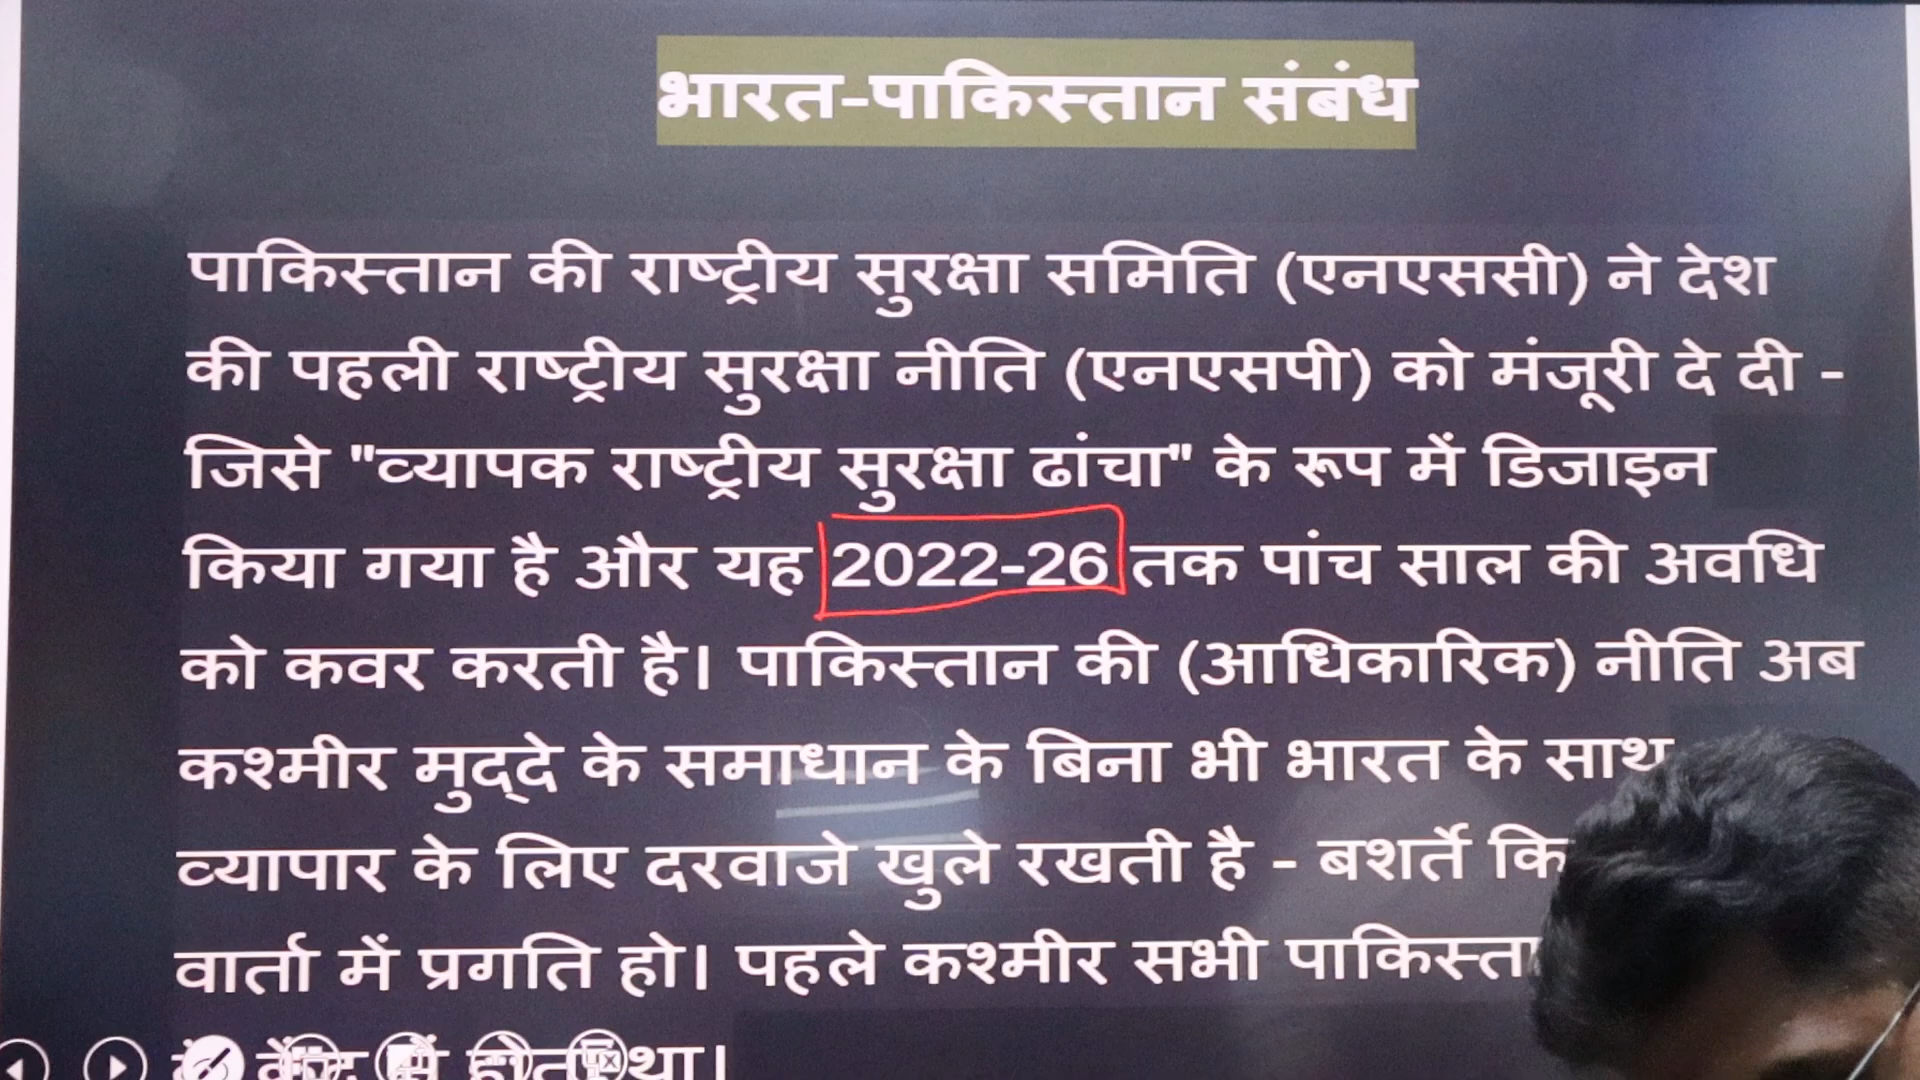 भारत-पाकिस्तान संबंध
पाकिस्तान की राष्ट्रीय सुरक्षा समिति (एनएससी) ने देश
की पहली राष्ट्रीय सुरक्षा नीति (एनएसपी) को मंजूरी दे दी -
जिसे "व्यापक राष्ट्रीय सुरक्षा ढांचा" के रूप में डिजाइन
किया गया है और यह 2022-26 तक पांच साल की अवधि
को कवर करती है। पाकिस्तान की (आधिकारिक) नीति अब
कश्मीर मुद्दे के समाधान के बिना भी भारत के साथ
व्यापार के लिए दरवाजे खुले रखती है - बशर्ते कि
वार्ता में प्रगति हो। पहले कश्मीर सभी
में था।